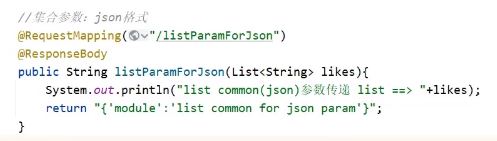 //集合参数：json格式
@RequestMapping("/listParamForJson")
@ResponseBody
public String listParamForJson(List<String> likes){
    System.out.println("list common(json)参数传递 list ==> "+likes);
    return "{'module':'list common for json param'}";
}